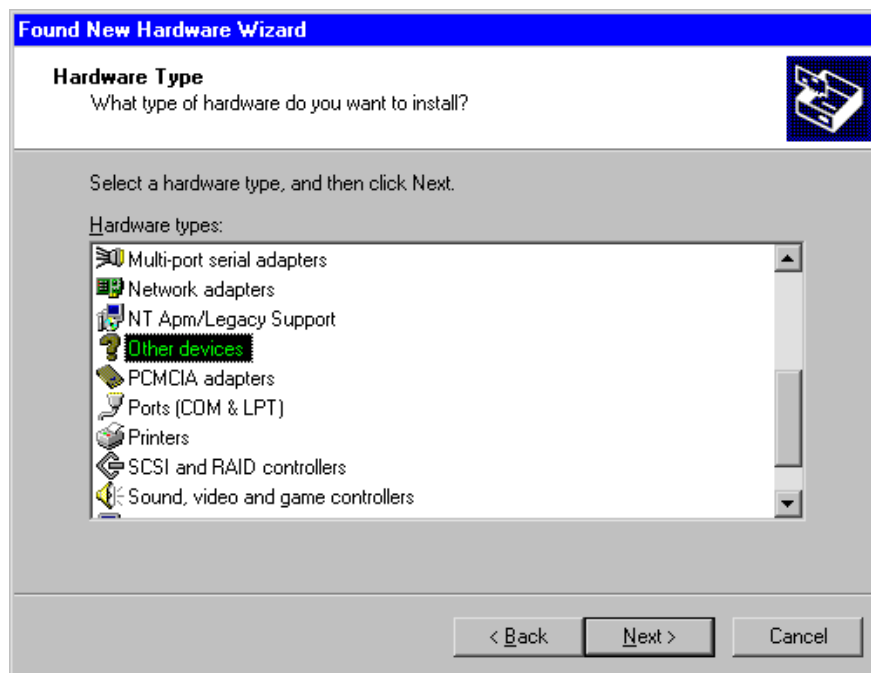 Found New Hardware Wizard
Hardware Type
What type of hardware do you want to install?
Select a hardware type, and then click Next.
Hardware types:
Multi-port serial adapters
Network adapters
NT Apm/Legacy Support
Other devices
PCMCIA adapters
Ports (COM & LPT)
Printers
SCSI and RAID controllers
Sound, video and game controllers
< Back Next > Cancel